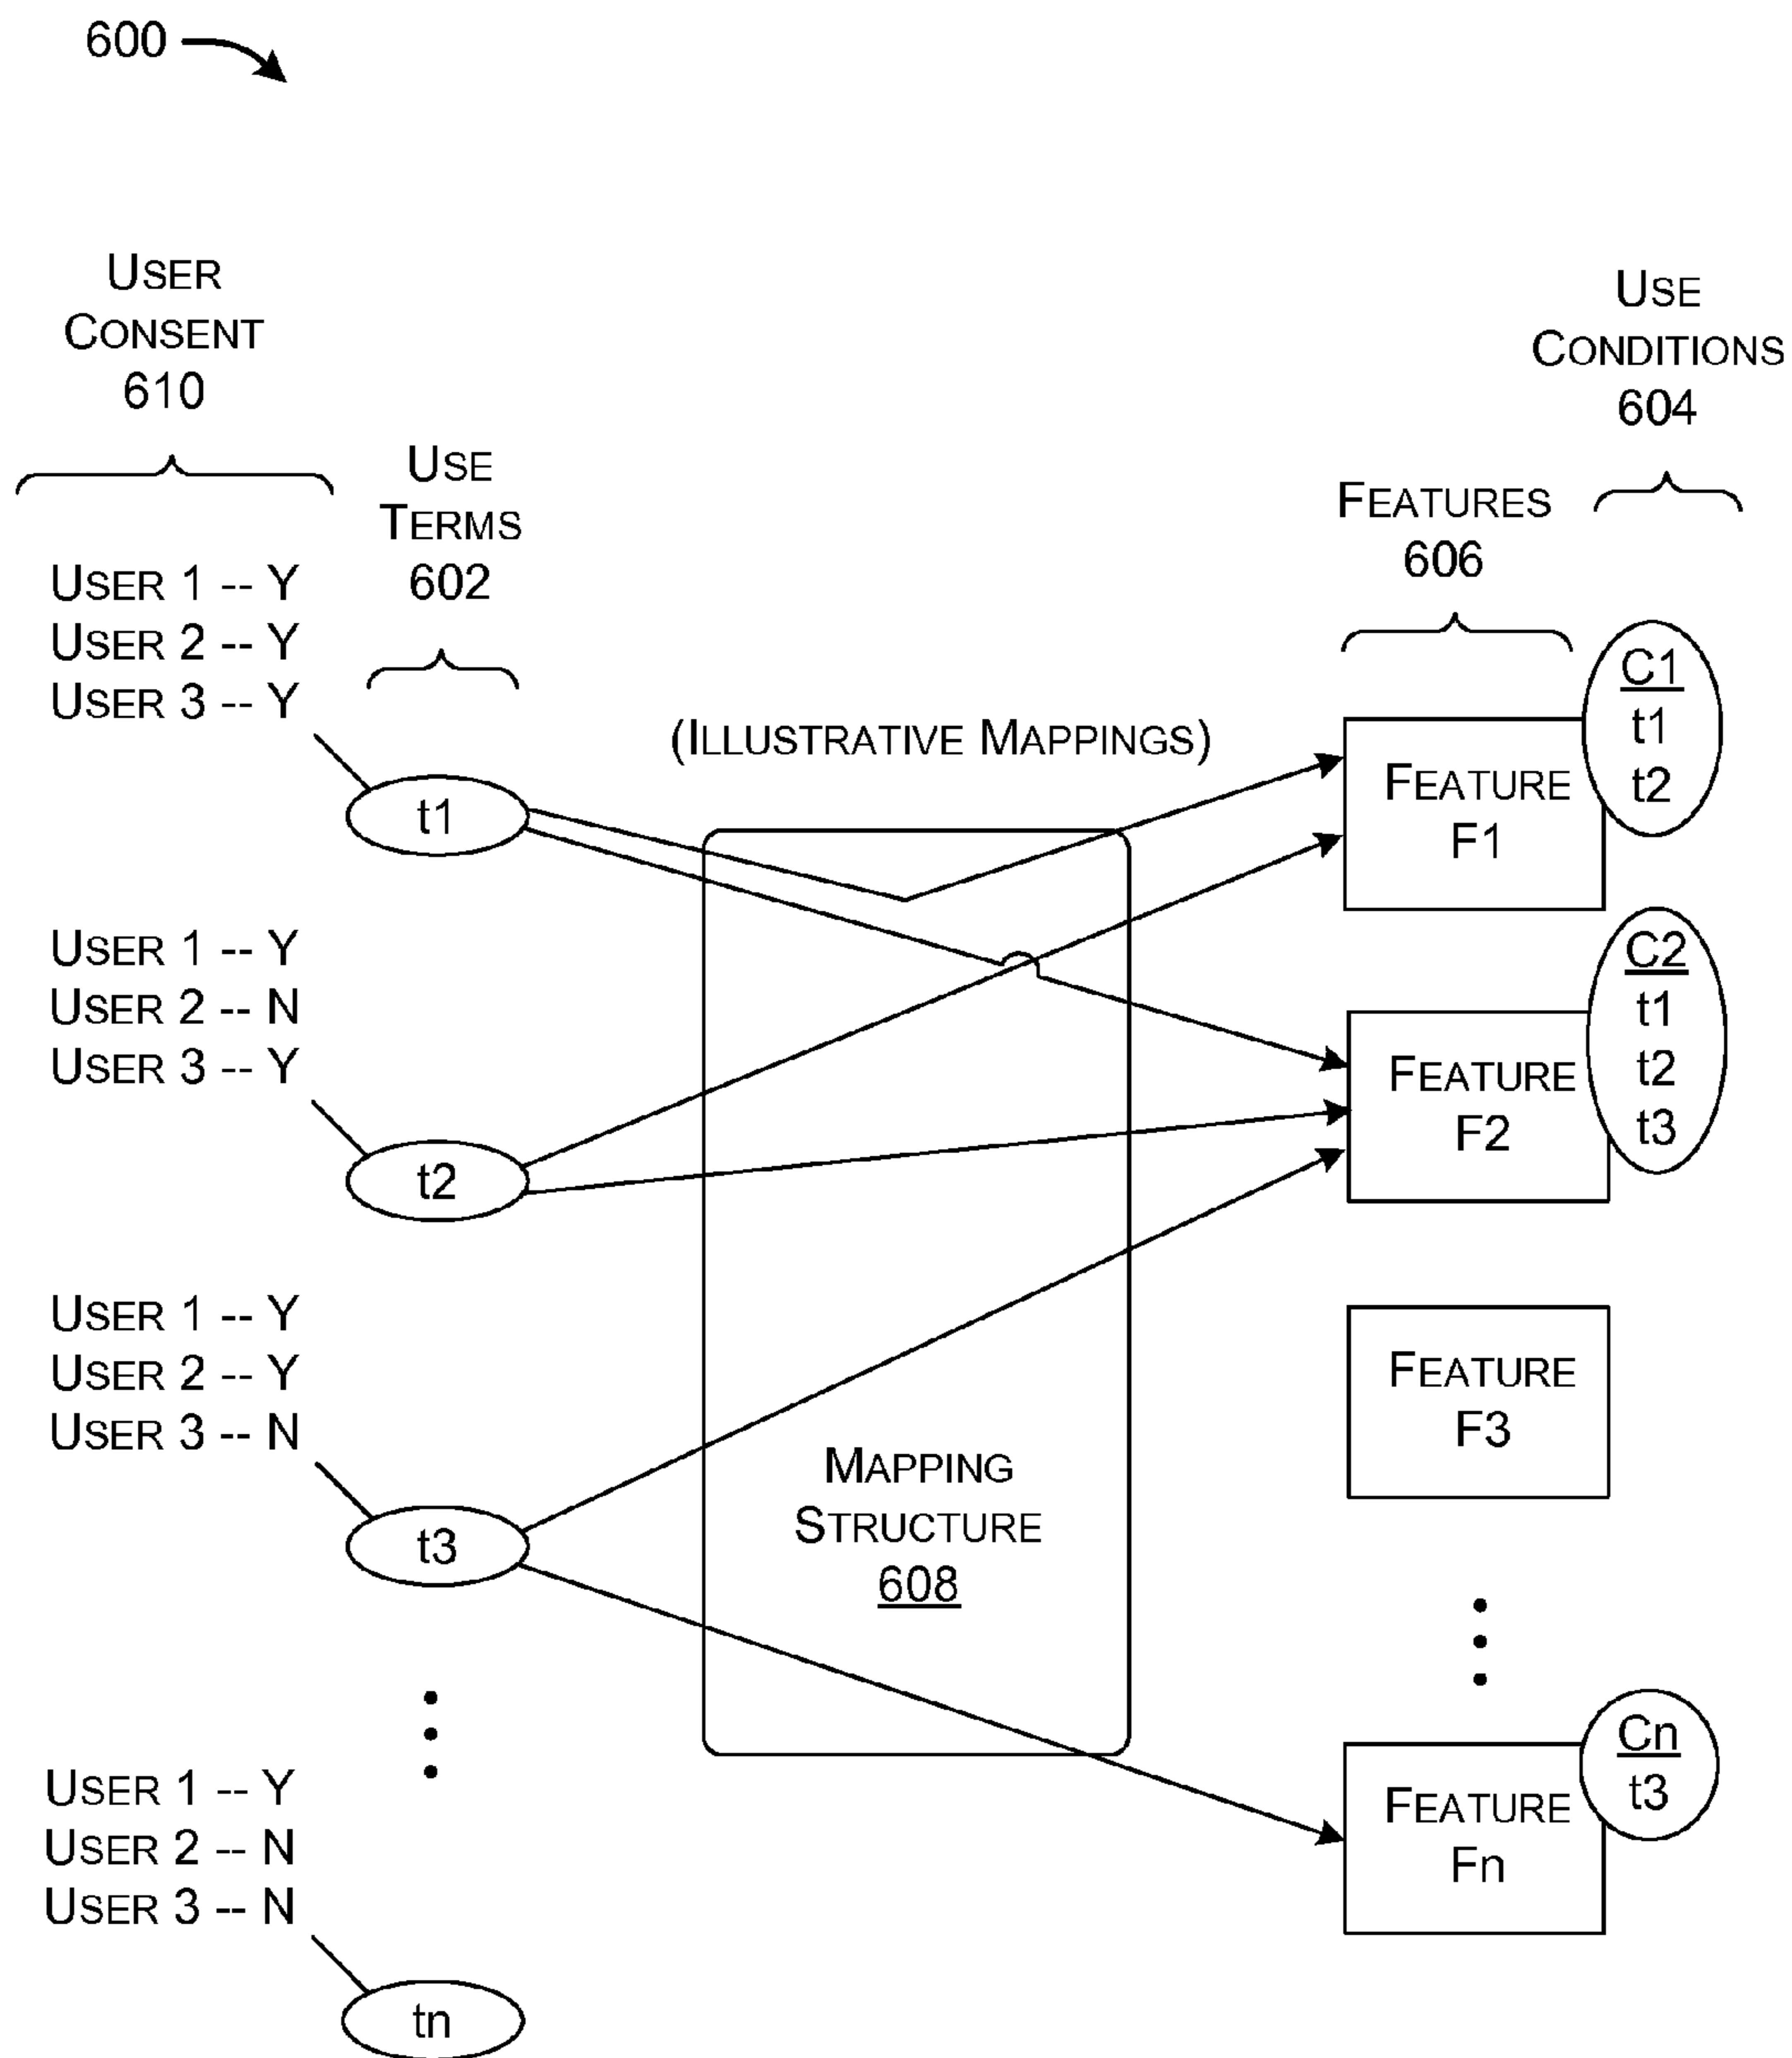 600
USER
CONSENT
610
USE
TERMS
602
USE
CONDITIONS
604
FEATURES
606
USER 1 -- Y
USER 2 -- Y
USER 3 -- Y
t1
(ILLUSTRATIVE MAPPINGS)
FEATURE
F1
C1
t1
t2
USER 1 -- Y
USER 2 -- N
USER 3 -- Y
t2
FEATURE
F2
C2
t1
t2
t3
USER 1 -- Y
USER 2 -- Y
USER 3 -- N
t3
MAPPING
STRUCTURE
608
FEATURE
F3
USER 1 -- Y
USER 2 -- N
USER 3 -- N
tn
FEATURE
Fn
Cn
t3